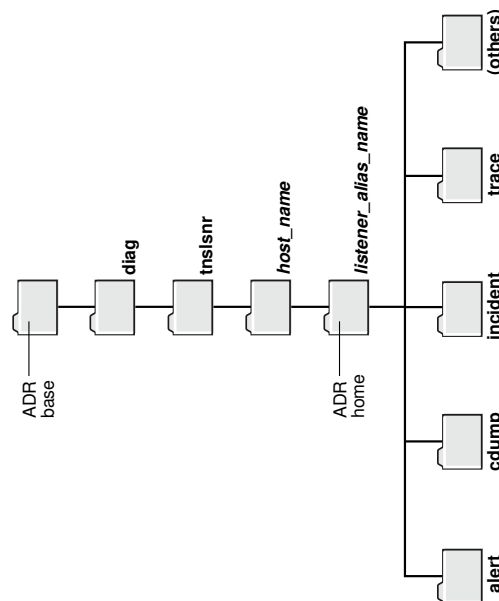 ADR
base
diag
tnslsnr
host_name
ADR
home
listener_alias_name
alert
cdump
incident
trace
(others)